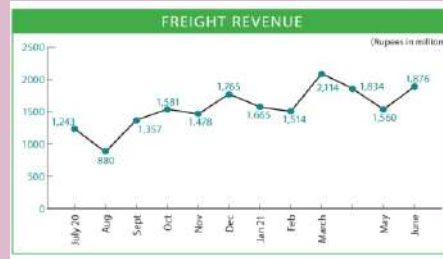 FREIGHT REVENUE
(Rupees in million
2500
2000
1500
1000
500
0
1,243
880
1,357
1,581
1,478
1,765
1,665
1,514
2,114
1,834
1,560
1,876
July 20
Aug
Sept
Oct
Nov
Dec
Jan 21
Feb
March
May
June